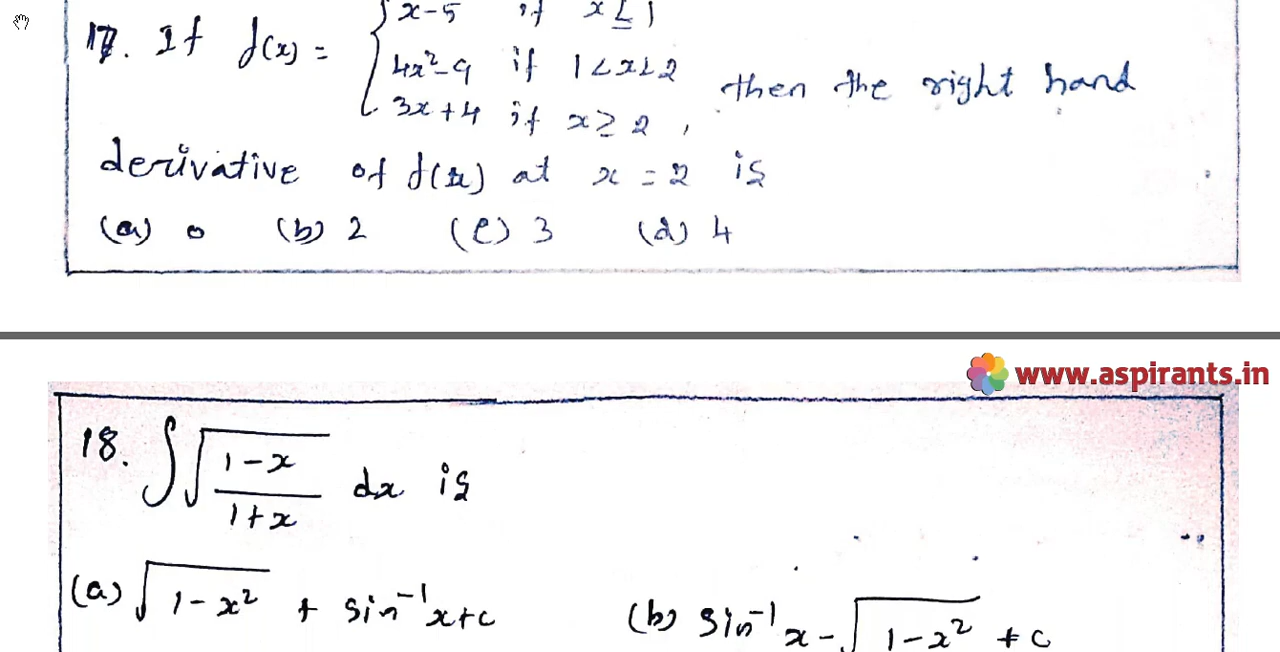 x-5 if x≤1
17. If f(x) = 4x²-9 if 1<x<2
3x+4 if x≥2, then the right hand
derivative of f(x) at x=2 is
(a) 0 (b) 2 (c) 3 (d) 4
www.aspirants.in
18. ∫√(1-x / 1+x) dx is
(a) √1-x² + sin⁻¹x+c (b) sin⁻¹x-√1-x² +c